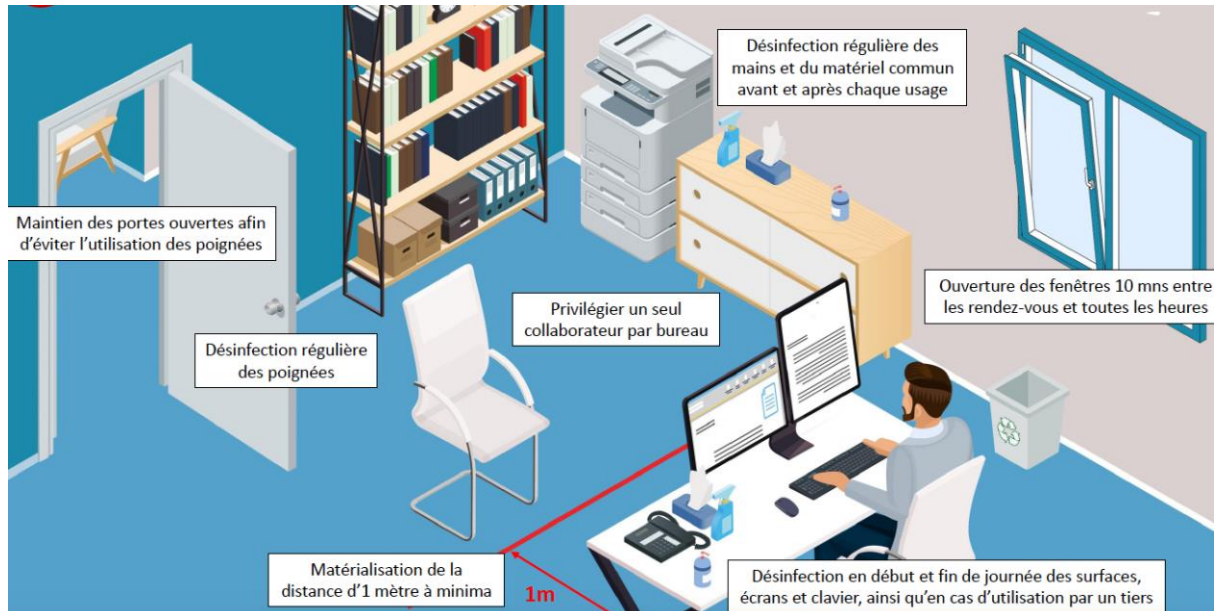 Désinfection régulière des
mains et du matériel commun
avant et après chaque usage
Maintien des portes ouvertes afin
d’éviter l’utilisation des poignées
Ouverture des fenêtres 10 mns entre
les rendez-vous et toutes les heures
Privilégier un seul
collaborateur par bureau
Désinfection régulière
des poignées
Matérialisation de la
distance d’1 mètre à minima
1m
Désinfection en début et fin de journée des surfaces,
écrans et clavier, ainsi qu’en cas d’utilisation par un tiers